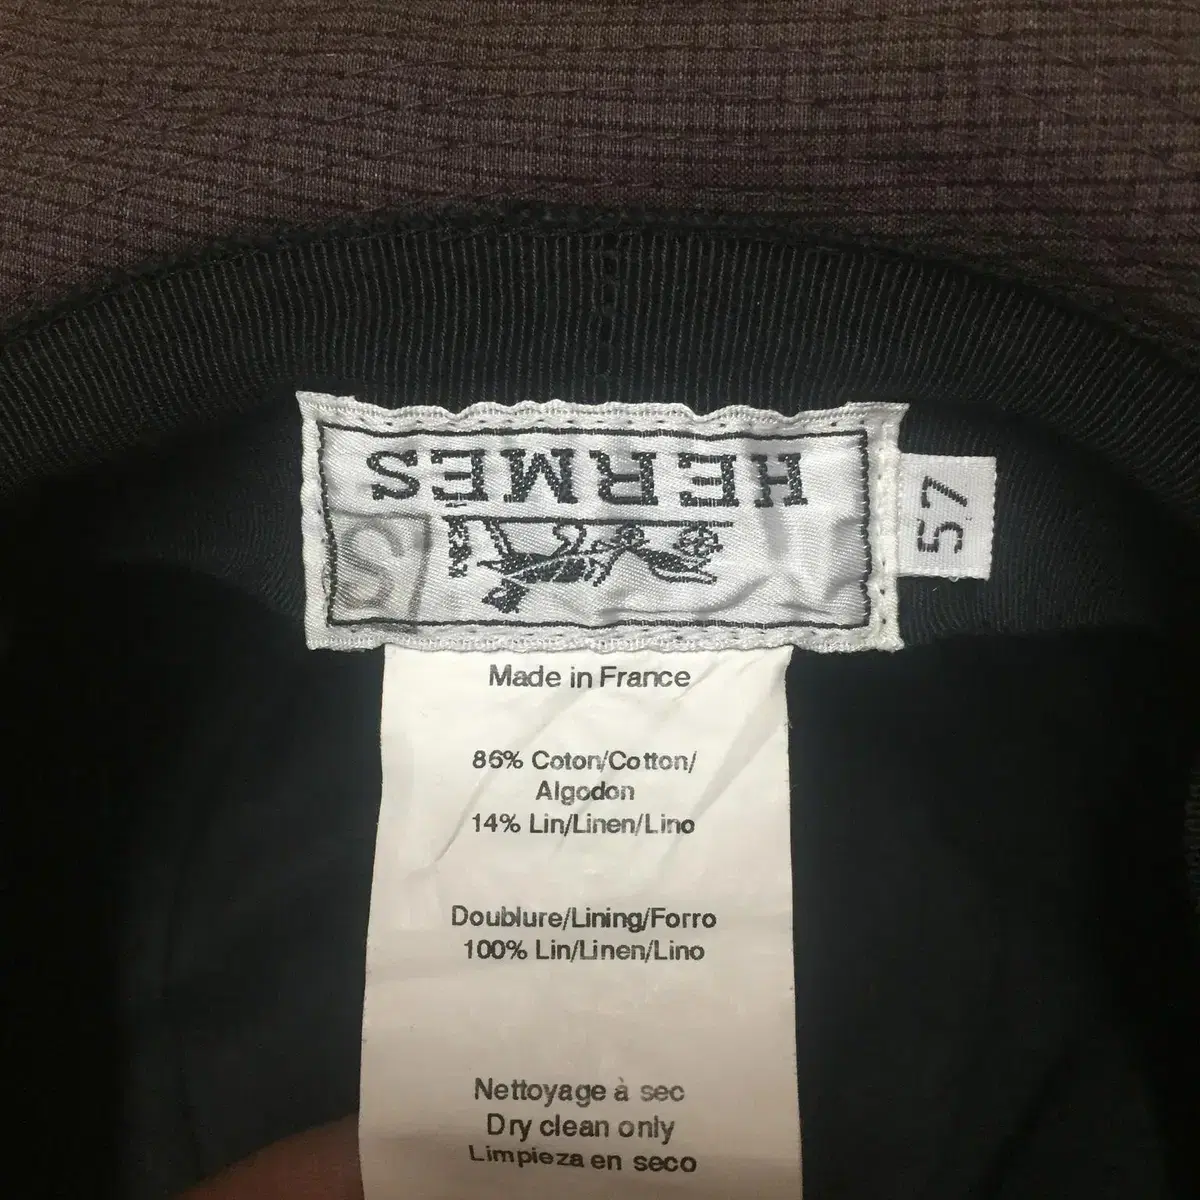 HERMÈS
S
57
Made in France
86% Coton/Cotton/
Algodon
14% Lin/Linen/Lino
Doublure/Lining/Forro
100% Lin/Linen/Lino
Nettoyage à sec
Dry clean only
Limpieza en seco